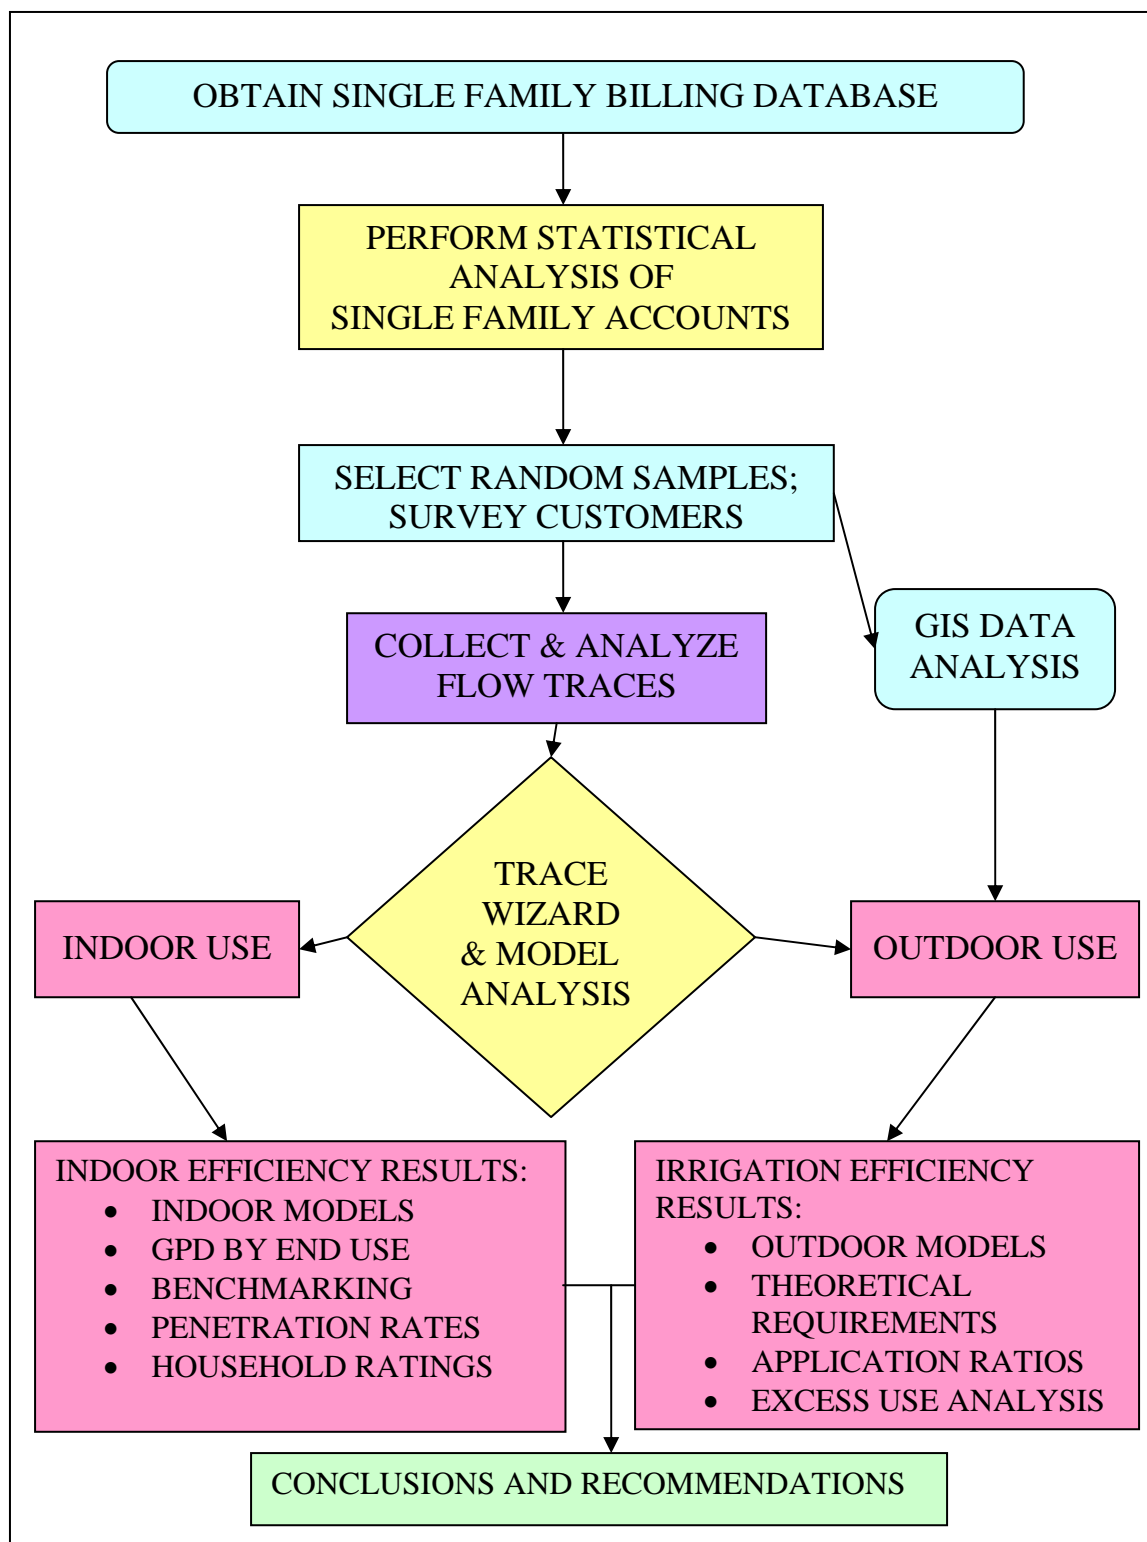 OBTAIN SINGLE FAMILY BILLING DATABASE
PERFORM STATISTICAL
ANALYSIS OF
SINGLE FAMILY ACCOUNTS
SELECT RANDOM SAMPLES;
SURVEY CUSTOMERS
COLLECT & ANALYZE
FLOW TRACES
GIS DATA
ANALYSIS
TRACE
WIZARD
& MODEL
ANALYSIS
INDOOR USE
OUTDOOR USE
INDOOR EFFICIENCY RESULTS:
• INDOOR MODELS
• GPD BY END USE
• BENCHMARKING
• PENETRATION RATES
• HOUSEHOLD RATINGS
IRRIGATION EFFICIENCY
RESULTS:
• OUTDOOR MODELS
• THEORETICAL
REQUIREMENTS
• APPLICATION RATIOS
• EXCESS USE ANALYSIS
CONCLUSIONS AND RECOMMENDATIONS